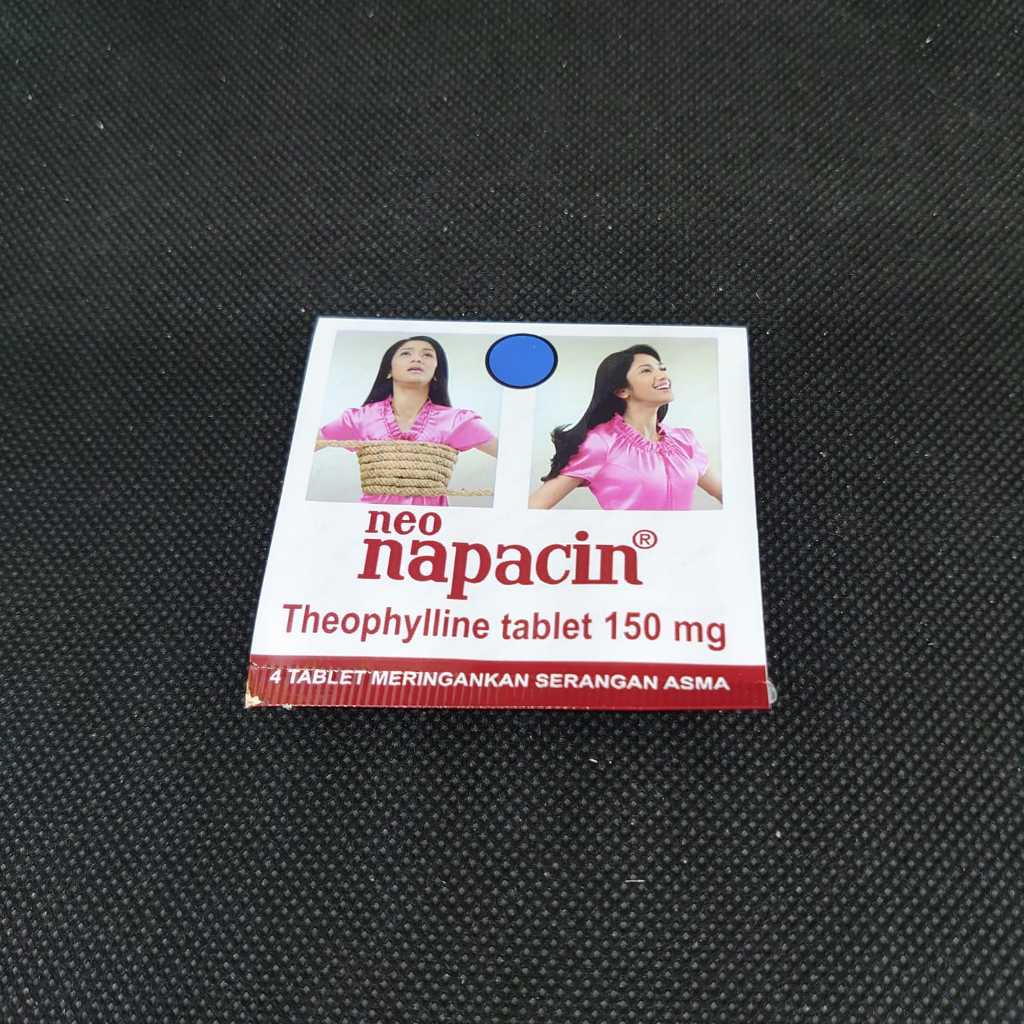 neo
napacin®
Theophylline tablet 150 mg
4 TABLET MERINGANKAN SERANGAN ASMA